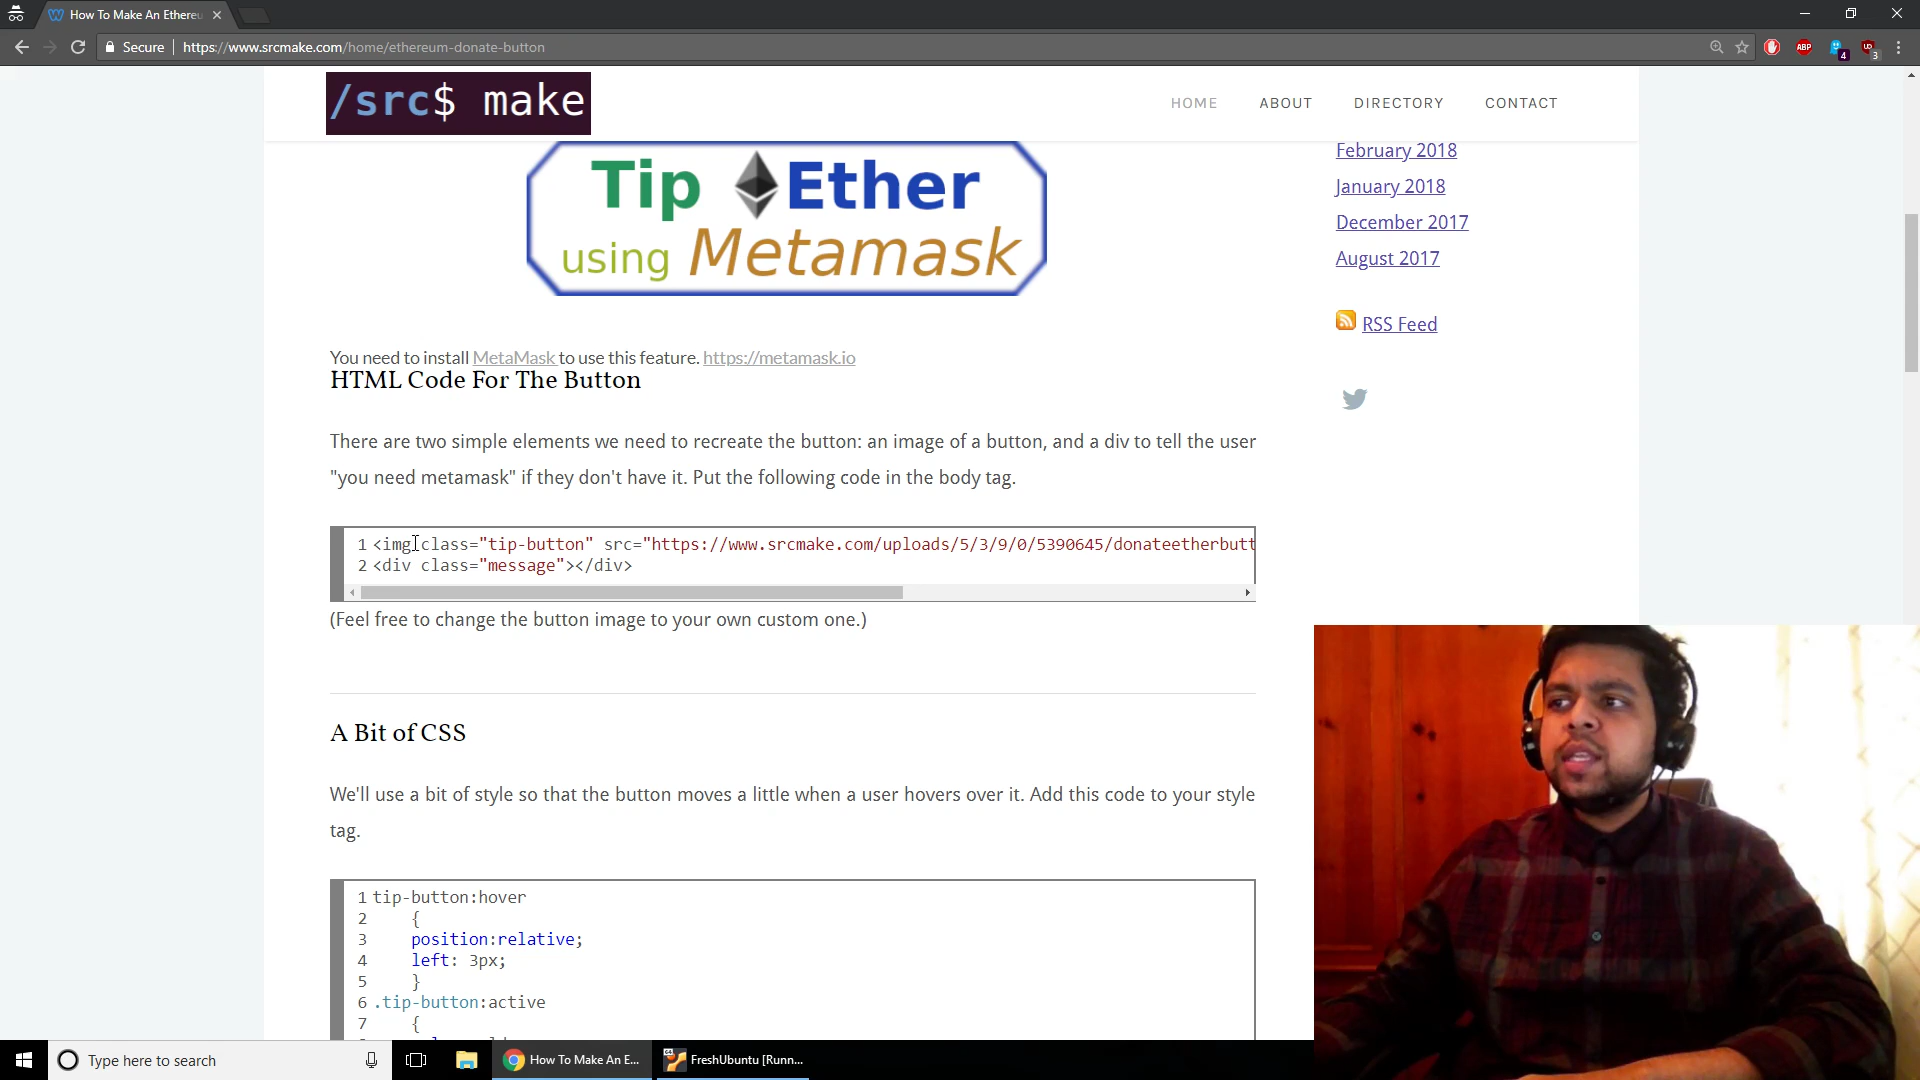 How To Make An Ethereu
Secure
https://www.srcmake.com/home/ethereum-donate-button
ABP
4
3
/src$ make
HOME
ABOUT
DIRECTORY
CONTACT
Tip Ether
using Metamask
February 2018
January 2018
December 2017
August 2017
RSS Feed
You need to install MetaMask to use this feature. https://metamask.io
HTML Code For The Button
There are two simple elements we need to recreate the button: an image of a button, and a div to tell the user
"you need metamask" if they don't have it. Put the following code in the body tag.
1 <img class="tip-button" src="https://www.srcmake.com/uploads/5/3/9/0/5390645/donateetherbutt
2 <div class="message"></div>
(Feel free to change the button image to your own custom one.)
A Bit of CSS
We'll use a bit of style so that the button moves a little when a user hovers over it. Add this code to your style
tag.
1 tip-button:hover
2 {
3 position:relative;
4 left: 3px;
5 }
6 .tip-button:active
7 {
Type here to search
How To Make An E...
FreshUbuntu [Runn...